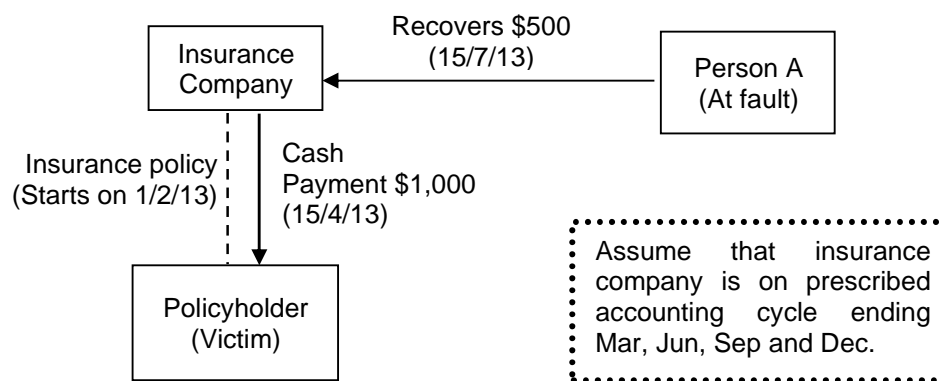 Recovers $500
(15/7/13)
Insurance
Company
Person A
(At fault)
Insurance policy
(Starts on 1/2/13)
Cash
Payment $1,000
(15/4/13)
Policyholder
(Victim)
Assume that insurance
company is on prescribed
accounting cycle ending
Mar, Jun, Sep and Dec.